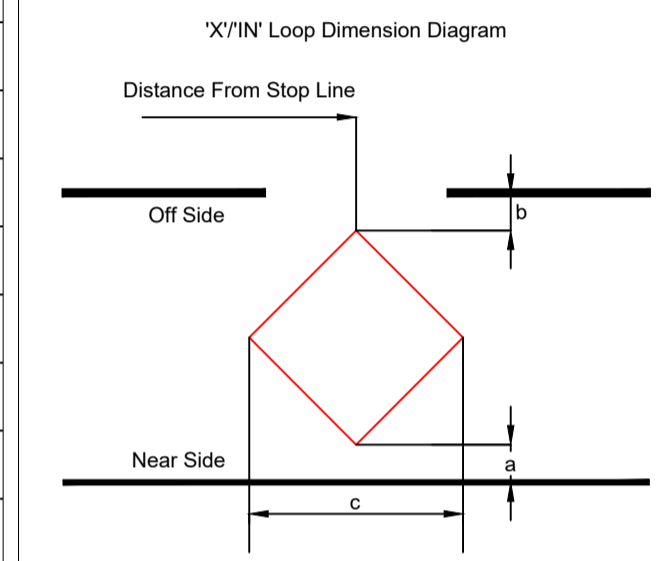 'X'/'IN' Loop Dimension Diagram
Distance From Stop Line
Off Side
b
Near Side
a
c